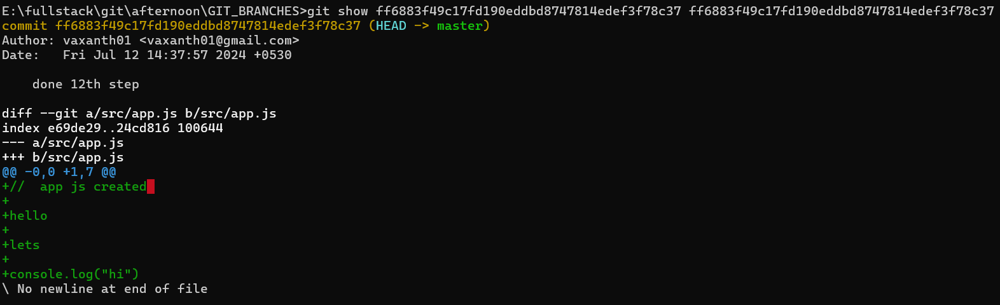 E:\fullstack\git\afternoon\GIT_BRANCHES>git show ff6883f49c17fd190eddbd8747814edef3f78c37 ff6883f49c17fd190eddbd8747814edef3f78c37
commit ff6883f49c17fd190eddbd8747814edef3f78c37 (HEAD -> master)
Author: vaxanth01 <vaxanth01@gmail.com>
Date:   Fri Jul 12 14:37:57 2024 +0530

    done 12th step

diff --git a/src/app.js b/src/app.js
index e69de29..24cd816 100644
--- a/src/app.js
+++ b/src/app.js
@@ -0,0 +1,7 @@
+//  app js created
+
+hello
+
+lets
+
+console.log("hi")
\ No newline at end of file